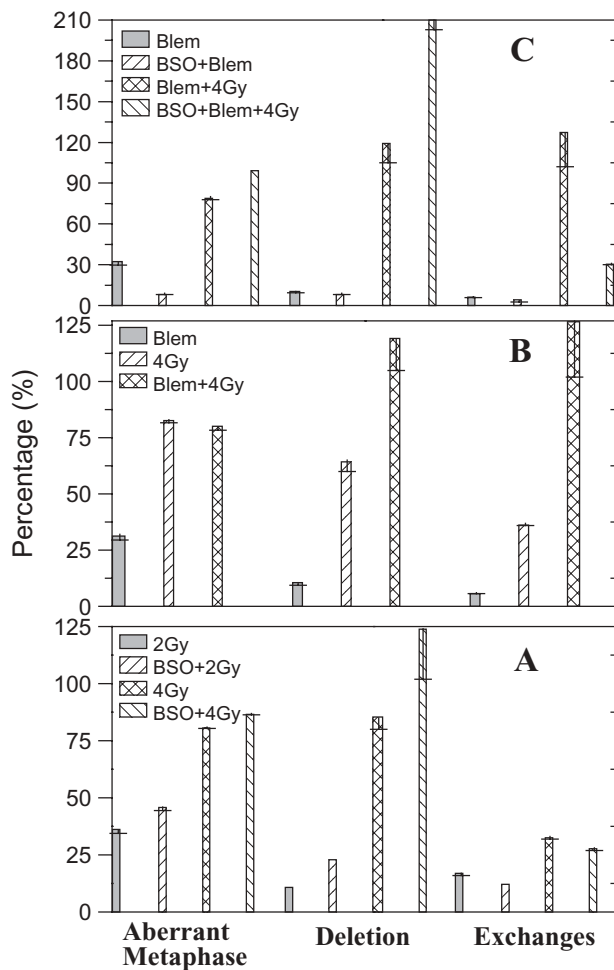 210
180
150
120
90
60
30
0
Blem
BSO+Blem
Blem+4Gy
BSO+Blem+4Gy
C
125
100
75
50
25
0
Blem
4Gy
Blem+4Gy
B
Percentage (%)
125
100
75
50
25
0
2Gy
BSO+2Gy
4Gy
BSO+4Gy
A
Aberrant
Metaphase
Deletion
Exchanges